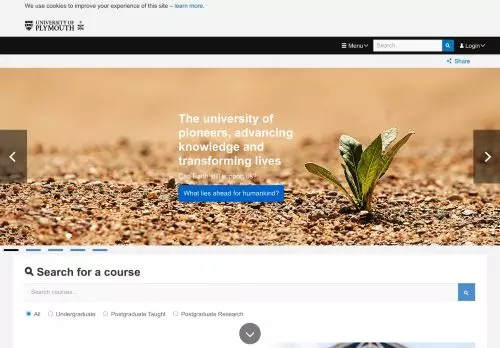 We use cookies to improve your experience of this site – learn more.
UNIVERSITY OF
PLYMOUTH
Menu
Search
Login
Share
The university of
pioneers, advancing
knowledge and
transforming lives
Can Earth still support us?
What lies ahead for humankind?
Search for a course
Search courses...
All Undergraduate Postgraduate Taught Postgraduate Research